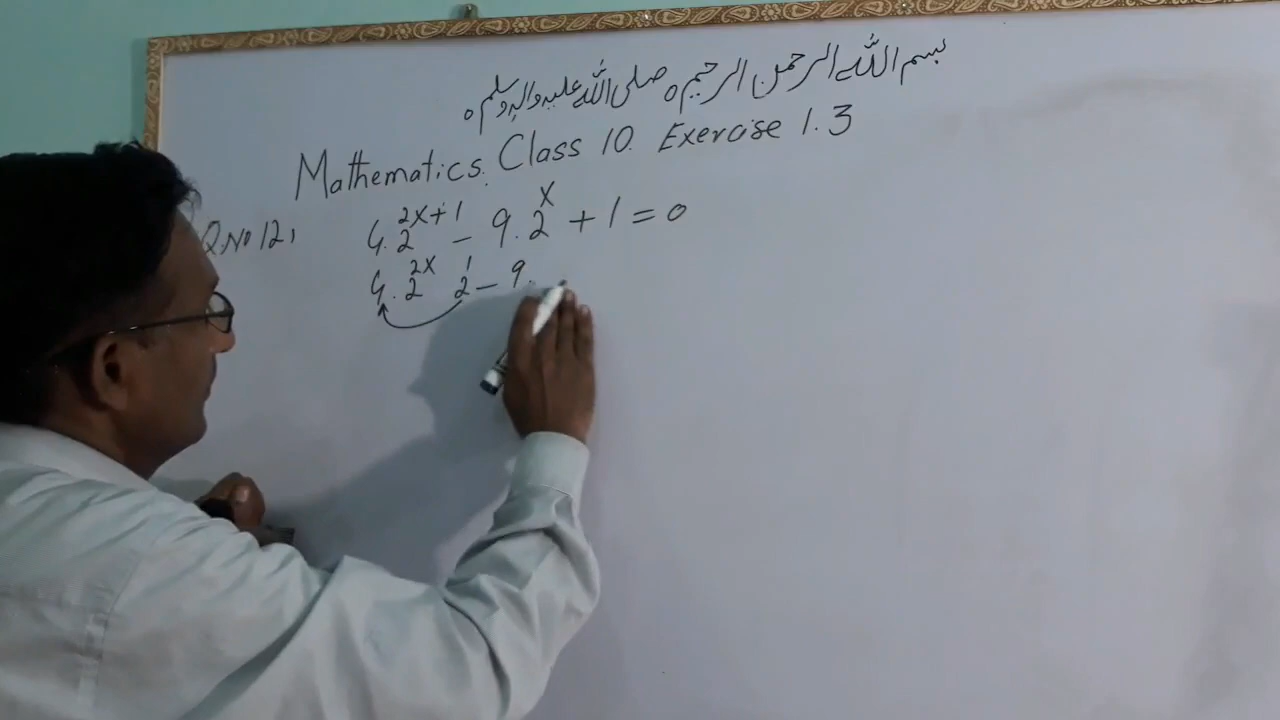 بسم الله الرحمن الرحيم ه صلى الله عليه واله وسلم ه
Mathematics. Class 10. Exercise 1.3
Q.No 12, 4.2^{2x+1} - 9.2^x + 1 = 0
4.2^{2x} 2^1 - 9.